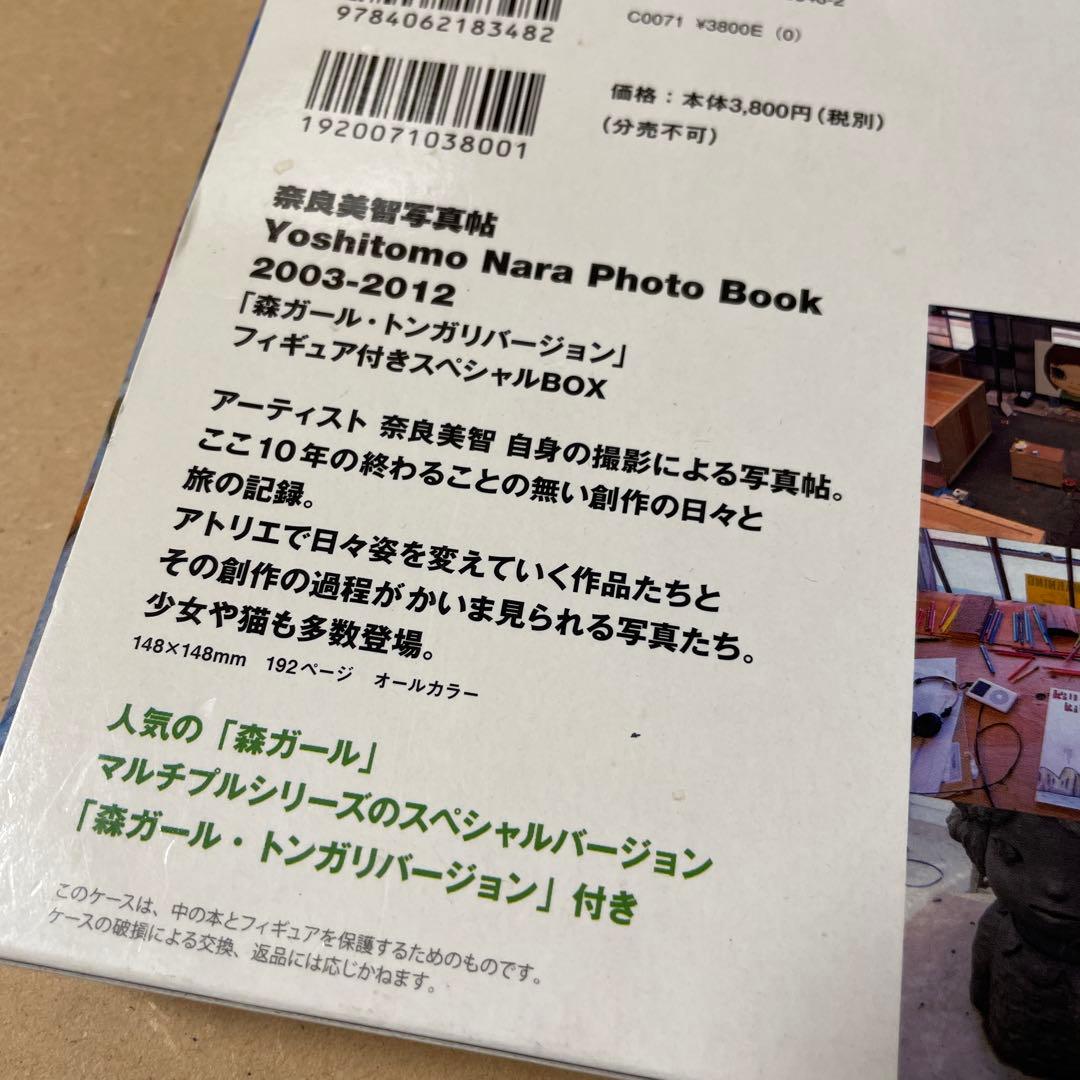 9784062183482
C0071 ¥3800E (0)
1920071038001
価格：本体3,800円（税別）
（分売不可）
奈良美智写真帖
Yoshitomo Nara Photo Book
2003-2012
「森ガール・トンガリバージョン」
フィギュア付きスペシャルBOX
アーティスト 奈良美智 自身の撮影による写真帖。
ここ10年の終わることの無い創作の日々と
旅の記録。
アトリエで日々姿を変えていく作品たちと
その創作の過程がかいま見られる写真たち。
少女や猫も多数登場。
148×148mm 192ページ オールカラー
人気の「森ガール」
マルチプルシリーズのスペシャルバージョン
「森ガール・トンガリバージョン」付き
このケースは、中の本とフィギュアを保護するためのものです。
ケースの破損による交換、返品には応じかねます。